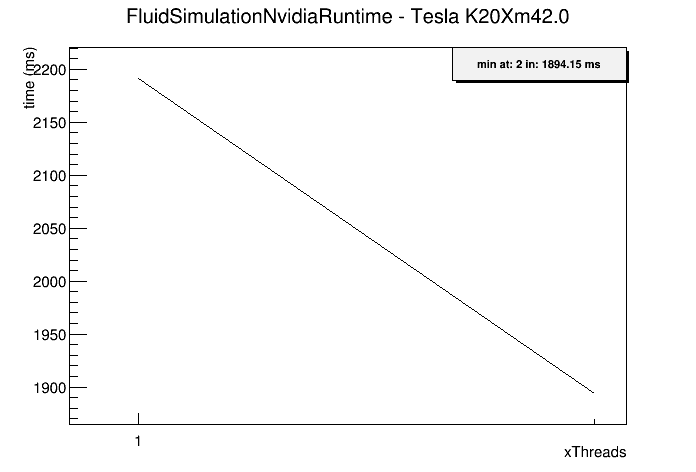 FluidSimulationNvidiaRuntime - Tesla K20Xm42.0
min at: 2 in: 1894.15 ms
time (ms)
2200
2150
2100
2050
2000
1950
1900
1
xThreads